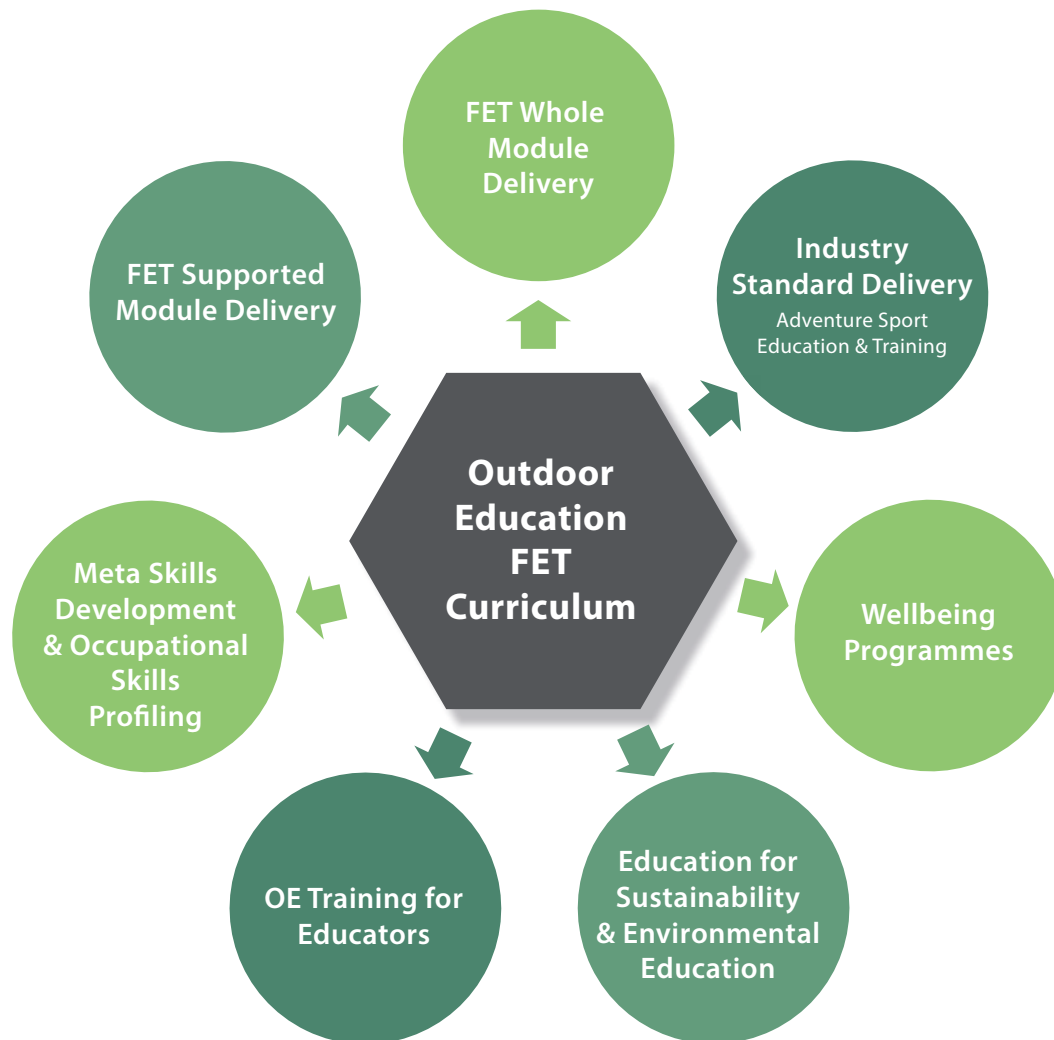 FET Whole
Module
Delivery
Industry
Standard Delivery
Adventure Sport
Education & Training
FET Supported
Module Delivery
Outdoor
Education
FET
Curriculum
Meta Skills
Development
& Occupational
Skills
Profiling
Wellbeing
Programmes
OE Training for
Educators
Education for
Sustainability
& Environmental
Education